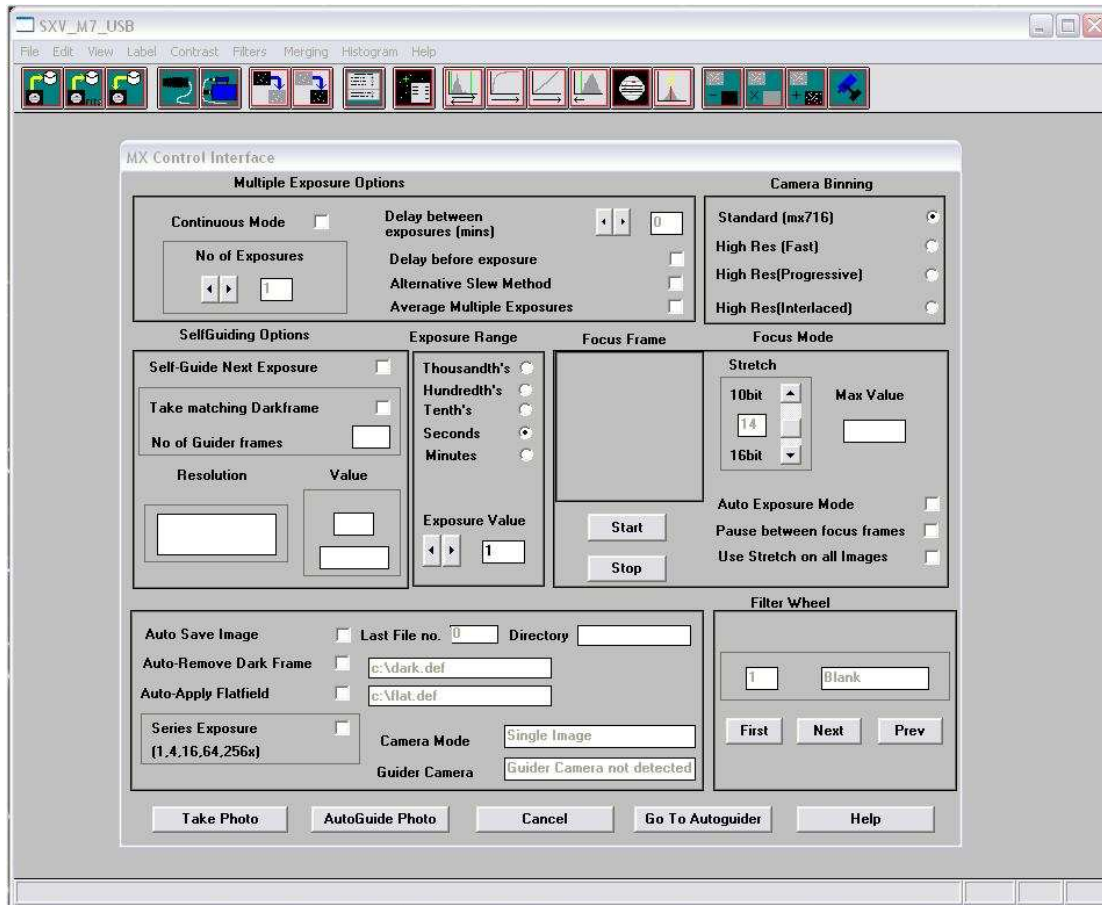 SXV_M7_USB
File Edit View Label Contrast Filters Merging Histogram Help
MX Control Interface
Multiple Exposure Options
Continuous Mode
No of Exposures
1
Delay between
exposures (mins)
0
Delay before exposure
Alternative Slew Method
Average Multiple Exposures
Camera Binning
Standard (mx716)
High Res (Fast)
High Res(Progressive)
High Res(Interlaced)
SelfGuiding Options
Self-Guide Next Exposure
Take matching Darkframe
No of Guider frames
Resolution
Value
Exposure Range
Thousandth's
Hundredth's
Tenth's
Seconds
Minutes
Exposure Value
1
Focus Frame
Start
Stop
Focus Mode
Stretch
10bit
14
16bit
Max Value
Auto Exposure Mode
Pause between focus frames
Use Stretch on all Images
Auto Save Image
Last File no. 0
Directory
Auto-Remove Dark Frame
c:\dark.def
Auto-Apply Flatfield
c:\flat.def
Series Exposure
(1,4,16,64,256x)
Camera Mode
Single Image
Guider Camera
Guider Camera not detected
Filter Wheel
1
Blank
First
Next
Prev
Take Photo
AutoGuide Photo
Cancel
Go To Autoguider
Help